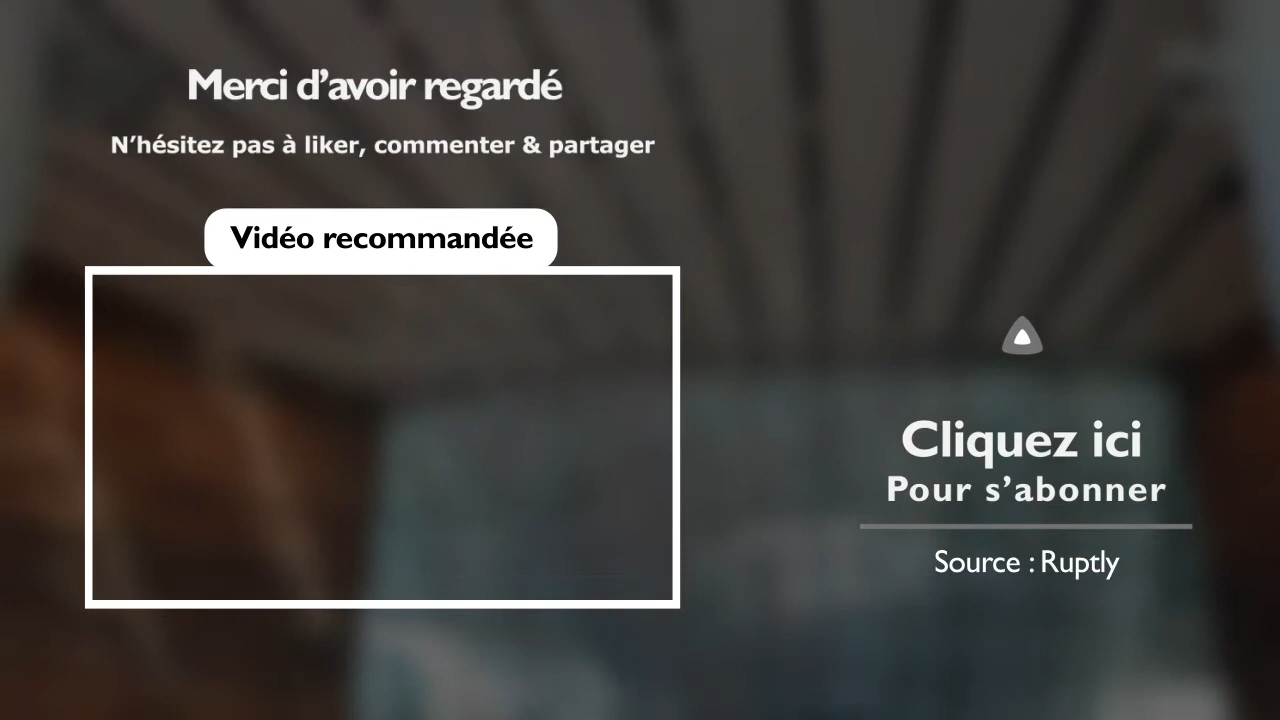 Merci d’avoir regardé
N’hésitez pas à liker, commenter & partager
Vidéo recommandée
Cliquez ici
Pour s’abonner
Source : Ruptly